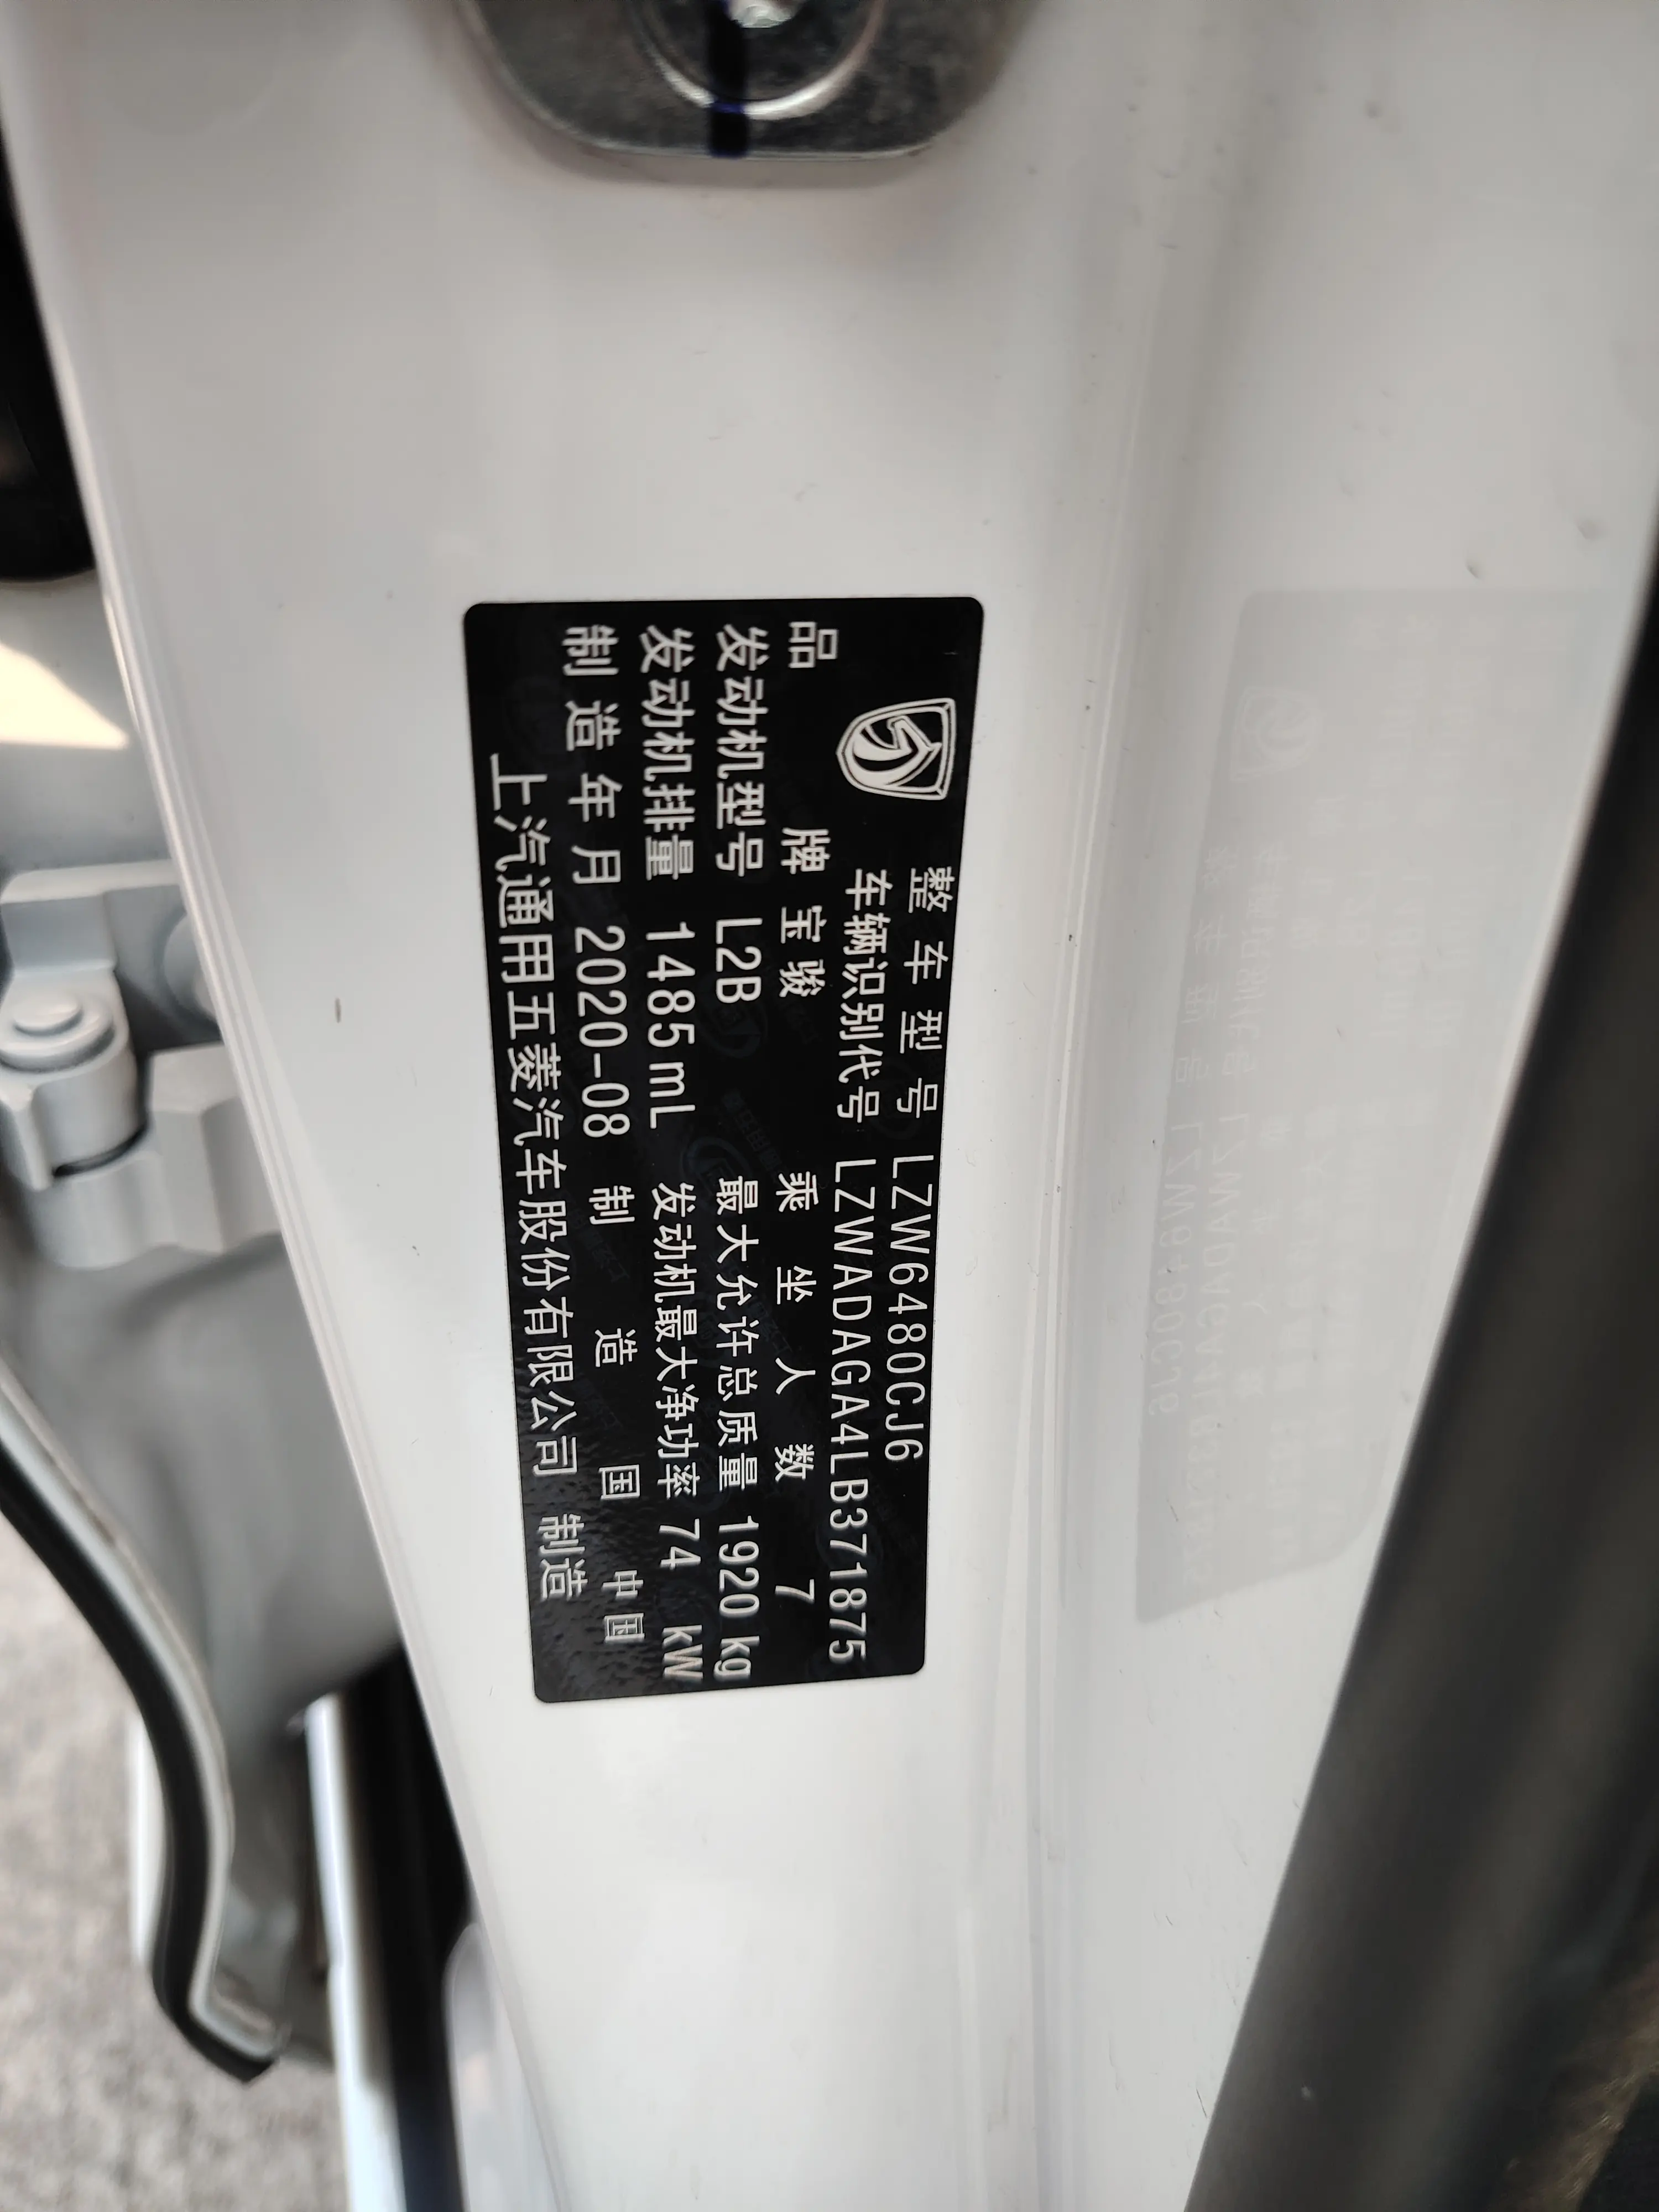 整车型号 LZW6480CJ6
车辆识别代号 LZWADAGA4LB371875
品牌 宝骏 乘坐人数 7
发动机型号 L2B 最大允许总质量 1920 kg
发动机排量 1485 mL 发动机最大净功率 74 kW
制造年月 2020-08 制造国 中国
上汽通用五菱汽车股份有限公司 制造